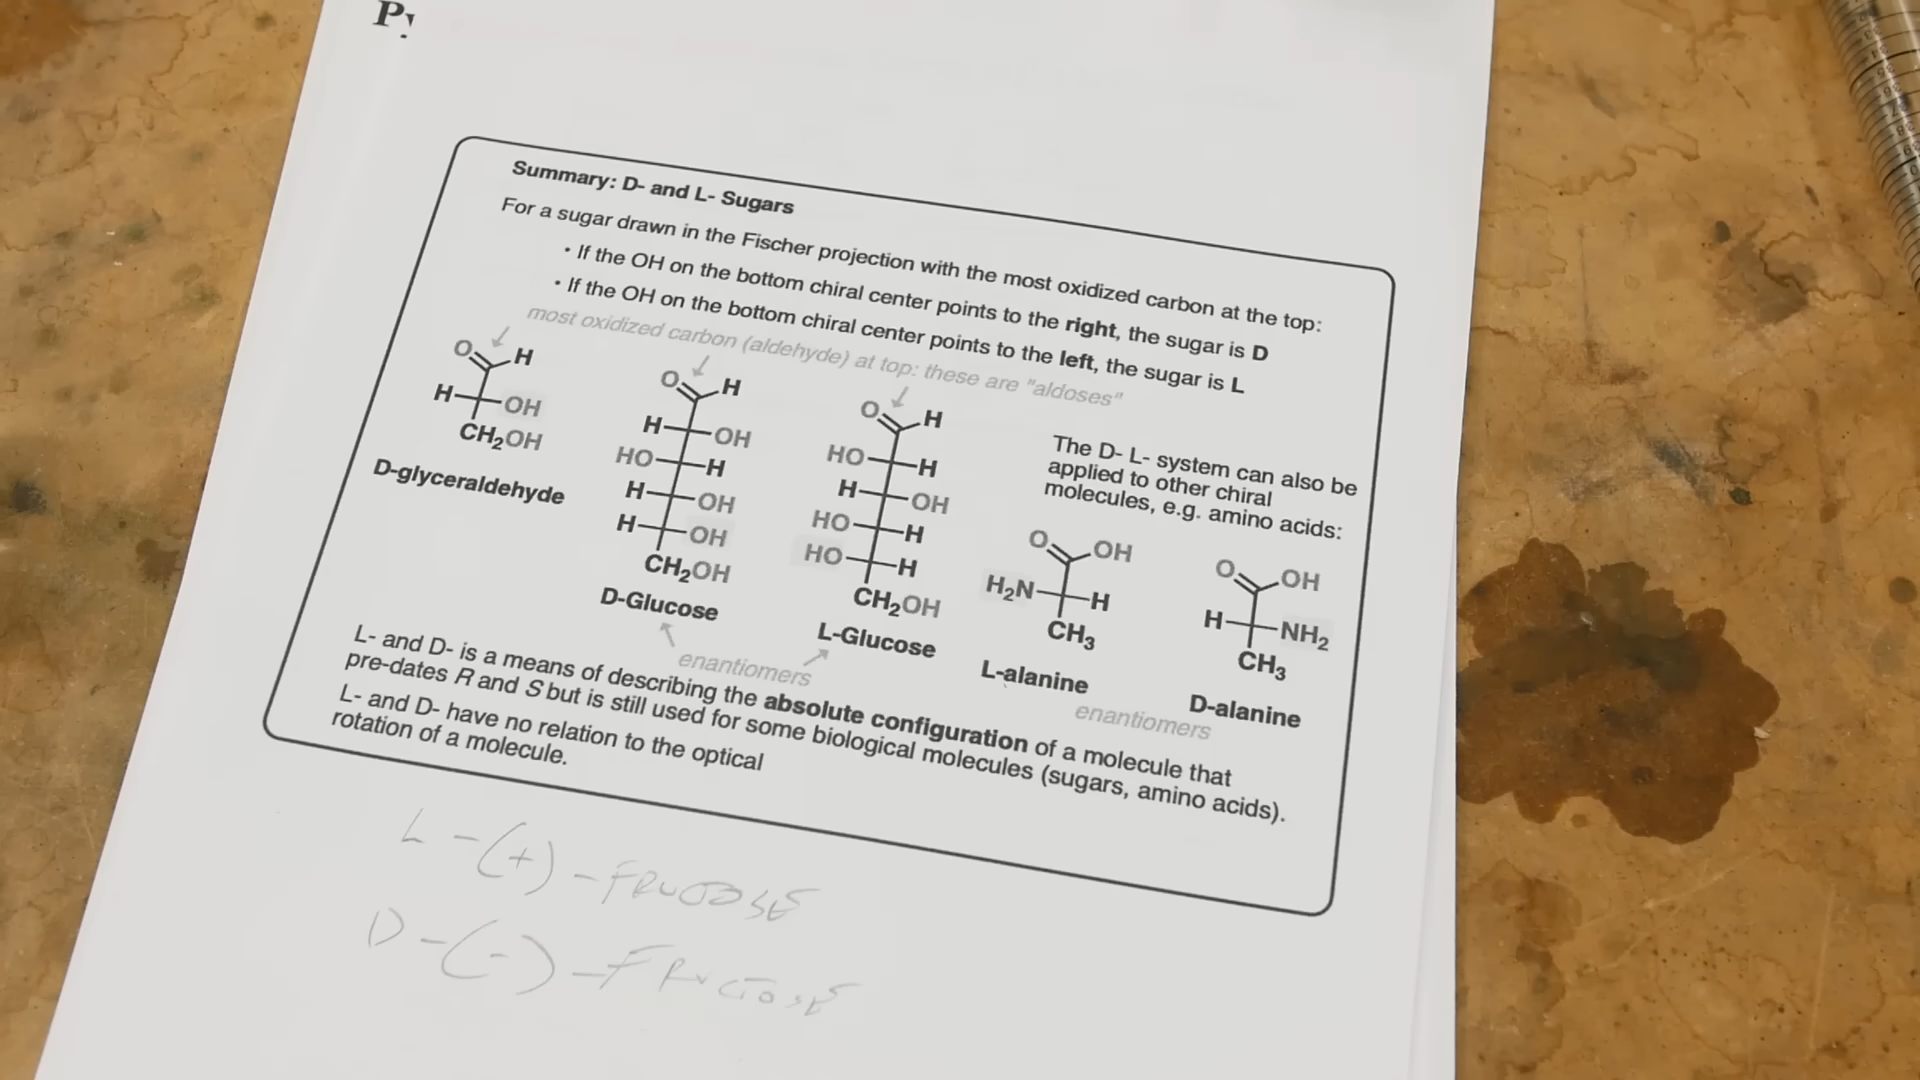 Summary: D- and L- Sugars
For a sugar drawn in the Fischer projection with the most oxidized carbon at the top:
• If the OH on the bottom chiral center points to the right, the sugar is D
• If the OH on the bottom chiral center points to the left, the sugar is L
most oxidized carbon (aldehyde) at top: these are "aldoses"
O H
H OH
CH2OH
D-glyceraldehyde
O H
H OH
HO H
H OH
H OH
CH2OH
D-Glucose
O H
HO H
H OH
HO H
HO H
CH2OH
L-Glucose
enantiomers
The D- L- system can also be
applied to other chiral
molecules, e.g. amino acids:
O OH
H2N H
CH3
L-alanine
O OH
H NH2
CH3
D-alanine
enantiomers
L- and D- is a means of describing the absolute configuration of a molecule that
pre-dates R and S but is still used for some biological molecules (sugars, amino acids).
L- and D- have no relation to the optical
rotation of a molecule.
L-(+)-FRUCTOSE
D-(-)-FRUCTOSE